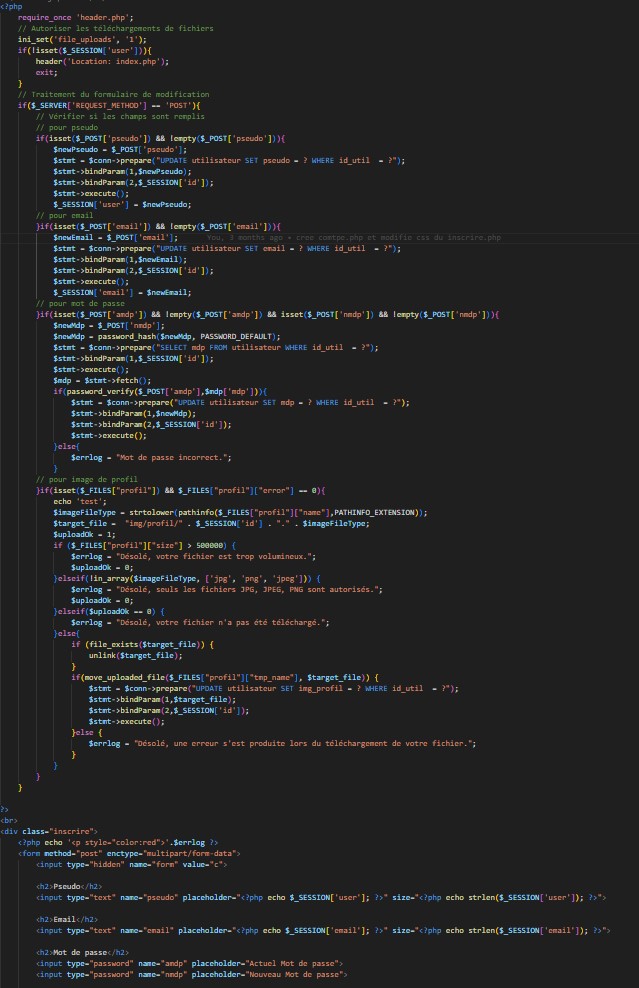 <?php
require_once 'header.php';
// Autoriser les téléchargements de fichiers
ini_set('file_uploads', '1');
if(!isset($_SESSION['user'])){
header('Location: index.php');
exit;
}
// Traitement du formulaire de modification
if($_SERVER['REQUEST_METHOD'] == 'POST'){
// Vérifier si les champs sont remplis
// pour pseudo
if(isset($_POST['pseudo']) && !empty($_POST['pseudo'])){
$newPseudo = $_POST['pseudo'];
$stmt = $conn->prepare("UPDATE utilisateur SET pseudo = ? WHERE id_util  = ?");
$stmt->bindParam(1,$newPseudo);
$stmt->bindParam(2,$_SESSION['id']);
$stmt->execute();
$_SESSION['user'] = $newPseudo;
// pour email
}if(isset($_POST['email']) && !empty($_POST['email'])){
$newEmail = $_POST['email'];     You, 3 months ago • cree comtpe.php et modifie css du inscrire.php
$stmt = $conn->prepare("UPDATE utilisateur SET email = ? WHERE id_util  = ?");
$stmt->bindParam(1,$newEmail);
$stmt->bindParam(2,$_SESSION['id']);
$stmt->execute();
$_SESSION['email'] = $newEmail;
// pour mot de passe
}if(isset($_POST['amdp']) && !empty($_POST['amdp']) && isset($_POST['nmdp']) && !empty($_POST['nmdp'])){
$newMdp = $_POST['nmdp'];
$newMdp = password_hash($newMdp, PASSWORD_DEFAULT);
$stmt = $conn->prepare("SELECT mdp FROM utilisateur WHERE id_util  = ?");
$stmt->bindParam(1,$_SESSION['id']);
$stmt->execute();
$mdp = $stmt->fetch();
if(password_verify($_POST['amdp'],$mdp['mdp'])){
$stmt = $conn->prepare("UPDATE utilisateur SET mdp = ? WHERE id_util  = ?");
$stmt->bindParam(1,$newMdp);
$stmt->bindParam(2,$_SESSION['id']);
$stmt->execute();
}else{
$errlog = "Mot de passe incorrect.";
}
// pour image de profil
}if(isset($_FILES["profil"]) && $_FILES["profil"]["error"] == 0){
echo 'test';
$imageFileType = strtolower(pathinfo($_FILES["profil"]["name"],PATHINFO_EXTENSION));
$target_file =  "img/profil/" . $_SESSION['id'] . "." . $imageFileType;
$uploadOk = 1;
if ($_FILES["profil"]["size"] > 500000) {
$errlog = "Désolé, votre fichier est trop volumineux.";
$uploadOk = 0;
}elseif(!in_array($imageFileType, ['jpg', 'png', 'jpeg'])) {
$errlog = "Désolé, seuls les fichiers JPG, JPEG, PNG sont autorisés.";
$uploadOk = 0;
}elseif($uploadOk == 0) {
$errlog = "Désolé, votre fichier n'a pas été téléchargé.";
}else{
if (file_exists($target_file)) {
unlink($target_file);
}
if(move_uploaded_file($_FILES["profil"]["tmp_name"], $target_file)) {
$stmt = $conn->prepare("UPDATE utilisateur SET img_profil = ? WHERE id_util  = ?");
$stmt->bindParam(1,$target_file);
$stmt->bindParam(2,$_SESSION['id']);
$stmt->execute();
}else {
$errlog = "Désolé, une erreur s'est produite lors du téléchargement de votre fichier.";
}
}
}
}
?>
<br>
<div class="inscrire">
<?php echo '<p style="color:red">'.$errlog ?>
<form method="post" enctype="multipart/form-data">
<input type="hidden" name="form" value="c">
<h2>Pseudo</h2>
<input type="text" name="pseudo" placeholder="<?php echo $_SESSION['user']; ?>" size="<?php echo strlen($_SESSION['user']); ?>">
<h2>Email</h2>
<input type="text" name="email" placeholder="<?php echo $_SESSION['email']; ?>" size="<?php echo strlen($_SESSION['email']); ?>">
<h2>Mot de passe</h2>
<input type="password" name="amdp" placeholder="Actuel Mot de passe">
<input type="password" name="nmdp" placeholder="Nouveau Mot de passe">